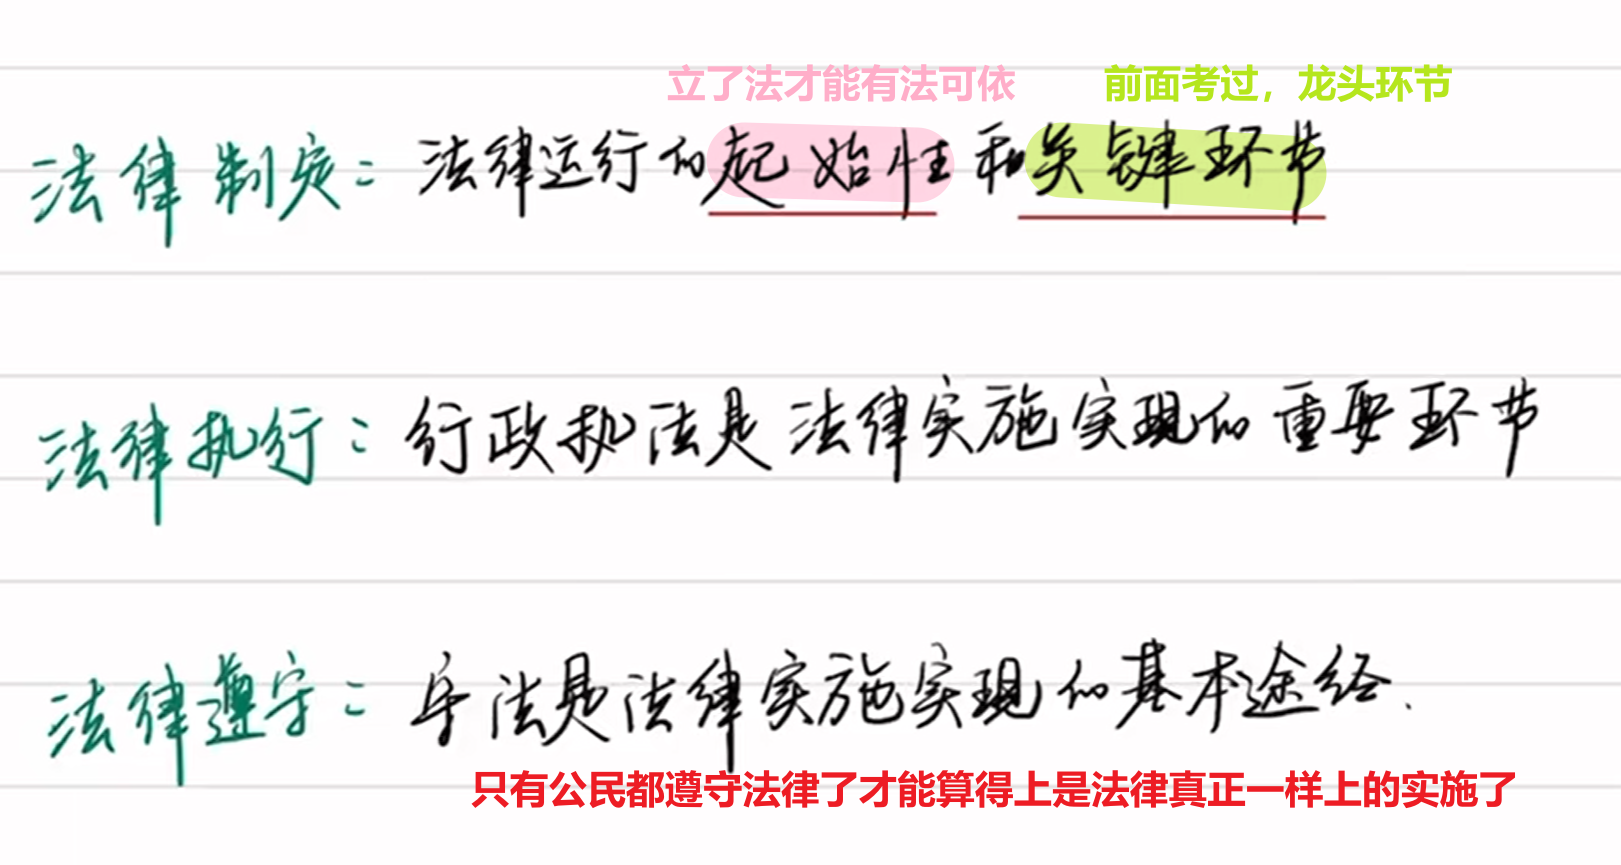 立了法才能有法可依 前面考过，龙头环节
法律制定：法律运行的起始性和关键环节
法律执行：行政执法是法律实施实现的重要环节
法律遵守：守法是法律实施实现的基本途径.
只有公民都遵守法律了才能算得上是法律真正一样上的实施了